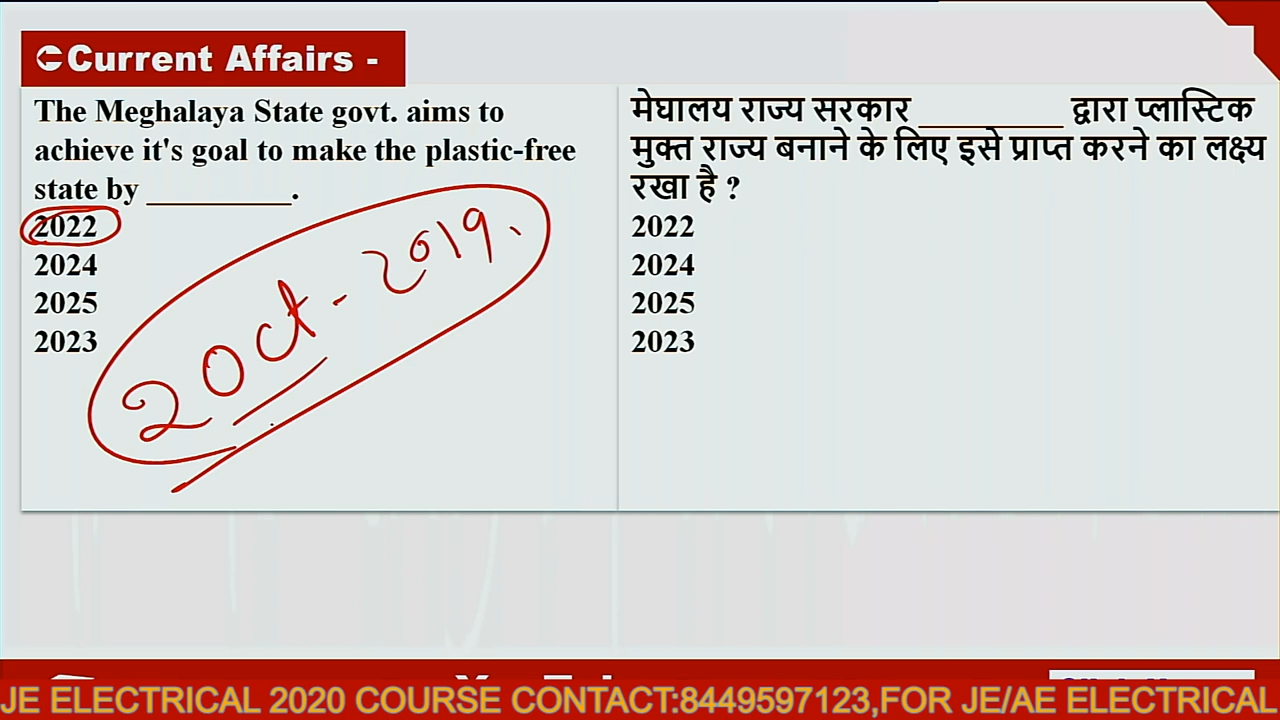 Current Affairs -
The Meghalaya State govt. aims to
achieve it's goal to make the plastic-free
state by _________.
2022
2024
2025
2023
2 Oct - 2019.
मेघालय राज्य सरकार _________ द्वारा प्लास्टिक
मुक्त राज्य बनाने के लिए इसे प्राप्त करने का लक्ष्य
रखा है ?
2022
2024
2025
2023
JE ELECTRICAL 2020 COURSE CONTACT:8449597123,FOR JE/AE ELECTRICAL